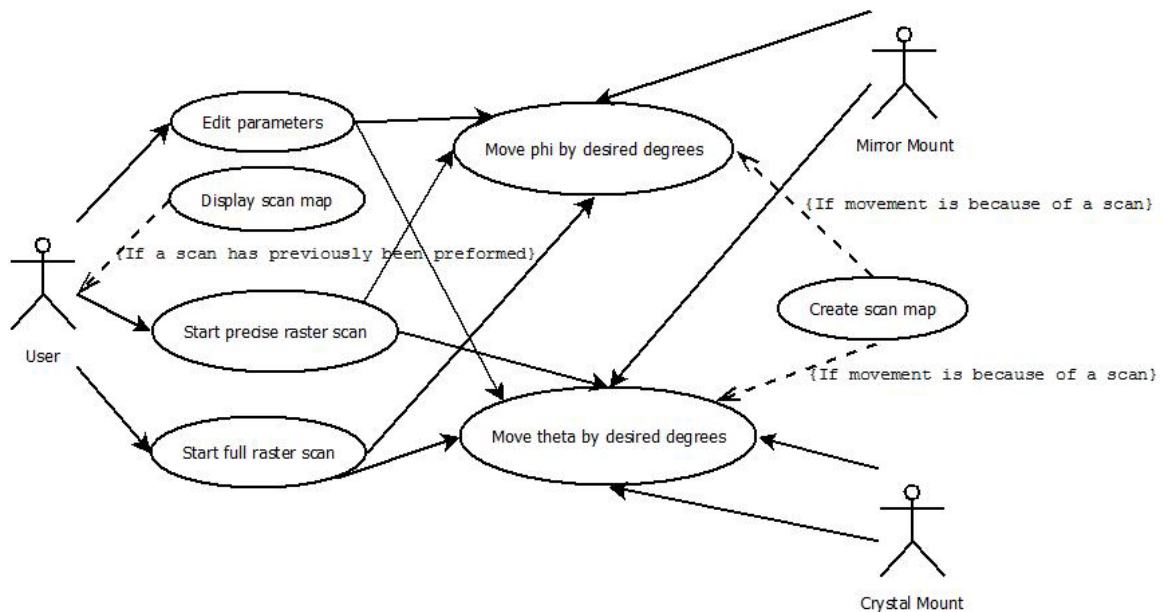 Edit parameters
Move phi by desired degrees
Mirror Mount
Display scan map
{If movement is because of a scan}
{If a scan has previously been preformed}
Create scan map
Start precise raster scan
User
{If movement is because of a scan}
Move theta by desired degrees
Start full raster scan
Crystal Mount